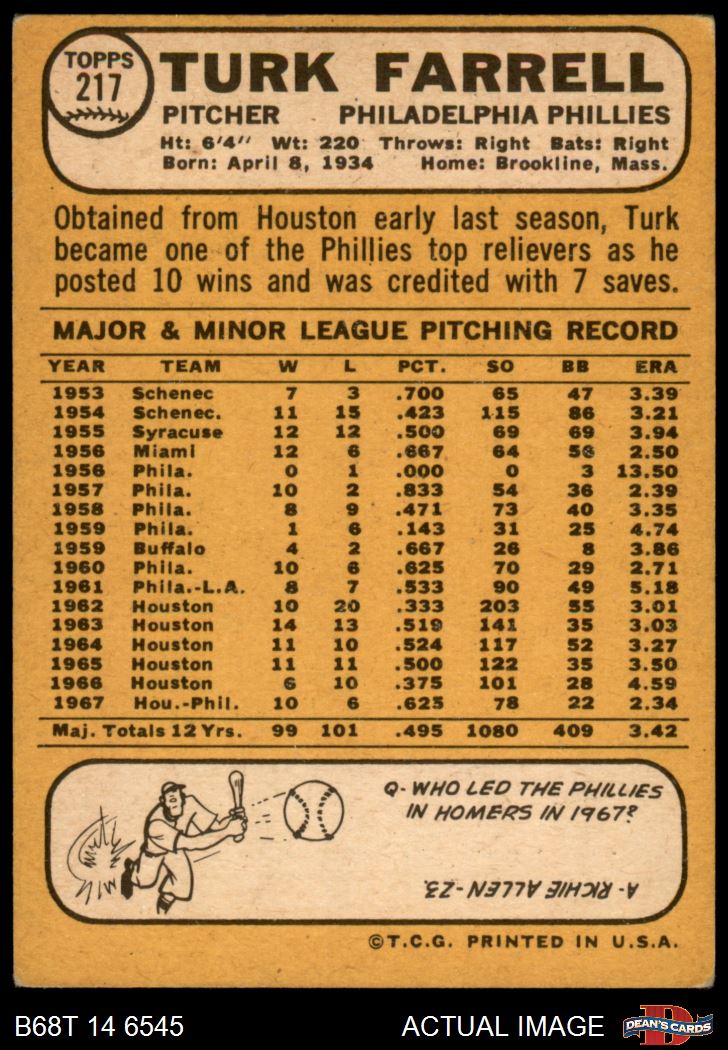 TOPPS
217
TURK FARRELL
PITCHER PHILADELPHIA PHILLIES
Ht: 6'4" Wt: 220 Throws: Right Bats: Right
Born: April 8, 1934 Home: Brookline, Mass.
Obtained from Houston early last season, Turk
became one of the Phillies top relievers as he
posted 10 wins and was credited with 7 saves.
MAJOR & MINOR LEAGUE PITCHING RECORD
YEAR TEAM W L PCT. SO BB ERA
1953 Schenec 7 3 .700 65 47 3.39
1954 Schenec. 11 15 .423 115 86 3.21
1955 Syracuse 12 12 .500 69 69 3.94
1956 Miami 12 6 .667 64 56 2.50
1956 Phila. 0 1 .000 0 3 13.50
1957 Phila. 10 2 .833 54 36 2.39
1958 Phila. 8 9 .471 73 40 3.35
1959 Phila. 1 6 .143 31 25 4.74
1959 Buffalo 4 2 .667 26 8 3.86
1960 Phila. 10 6 .625 70 29 2.71
1961 Phila.-L.A. 8 7 .533 90 49 5.18
1962 Houston 10 20 .333 203 55 3.01
1963 Houston 14 13 .519 141 35 3.03
1964 Houston 11 10 .524 117 52 3.27
1965 Houston 11 11 .500 122 35 3.50
1966 Houston 6 10 .375 101 28 4.59
1967 Hou.-Phil. 10 6 .625 78 22 2.34
Maj. Totals 12 Yrs. 99 101 .495 1080 409 3.42
Q-WHO LED THE PHILLIES
IN HOMERS IN 1967?
A-RICHIE ALLEN-23.
©T.C.G. PRINTED IN U.S.A.
B68T 14 6545 ACTUAL IMAGE
D
DEAN'S CARDS